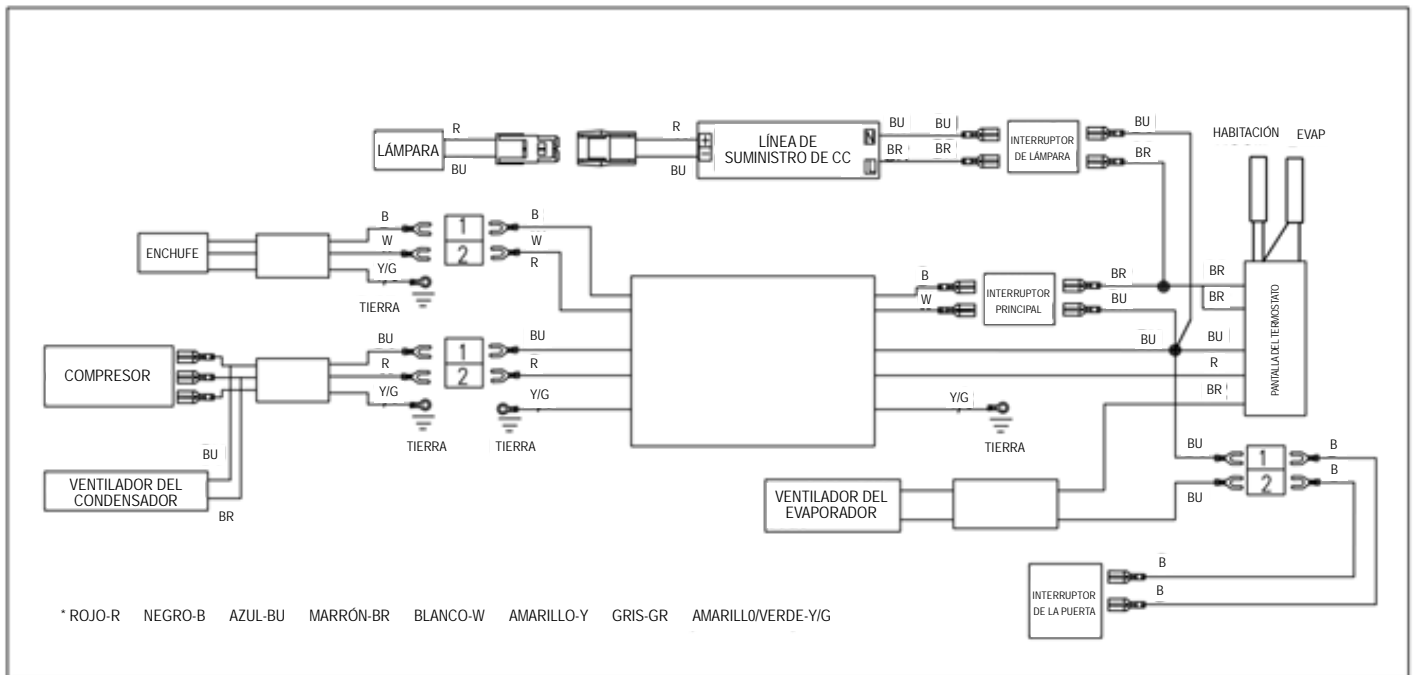 R
LÁMPARA
BU
R
+
-
BU
LÍNEA DE
SUMINISTRO DE CC
N
L
BU
BR
BU
BR
INTERRUPTOR
DE LÁMPARA
BU
BR
HABITACIÓN
EVAP
ENCHUFE
B
W
Y/G
TIERRA
1
2
B
W
R
B
W
INTERRUPTOR
PRINCIPAL
BR
BU
BR
BR
BU
BU
R
BR
PANTALLA DEL TERMOSTATO
COMPRESOR
BU
R
Y/G
TIERRA
1
2
BU
R
Y/G
TIERRA
Y/G
TIERRA
BU
VENTILADOR DEL
CONDENSADOR
BR
VENTILADOR DEL
EVAPORADOR
BU
BU
1
2
B
B
INTERRUPTOR
DE LA PUERTA
B
B
* ROJO-R NEGRO-B AZUL-BU MARRÓN-BR BLANCO-W AMARILLO-Y GRIS-GR AMARILL0/VERDE-Y/G